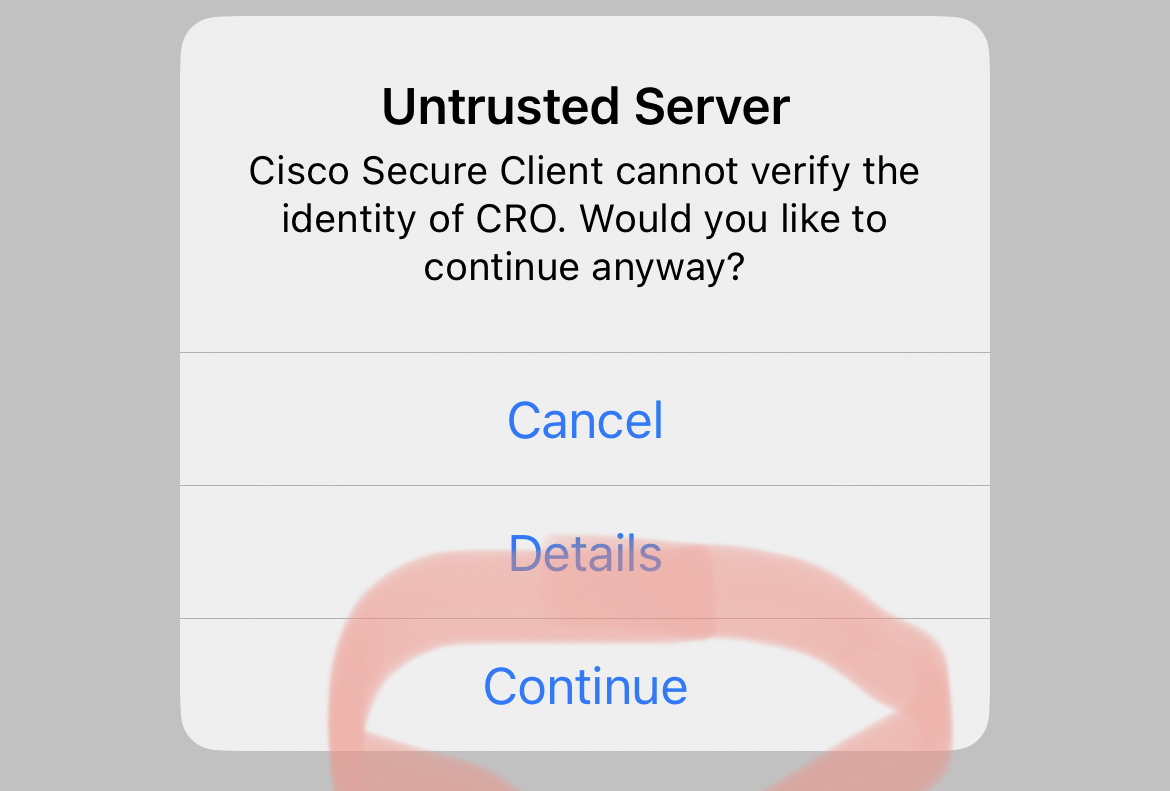 Untrusted Server
Cisco Secure Client cannot verify the
identity of CRO. Would you like to
continue anyway?
Cancel
Details
Continue